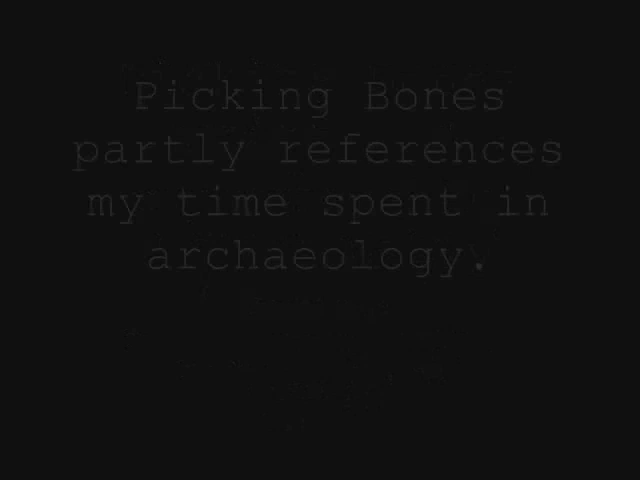 Picking Bones
partly references
my time spent in
archaeology.